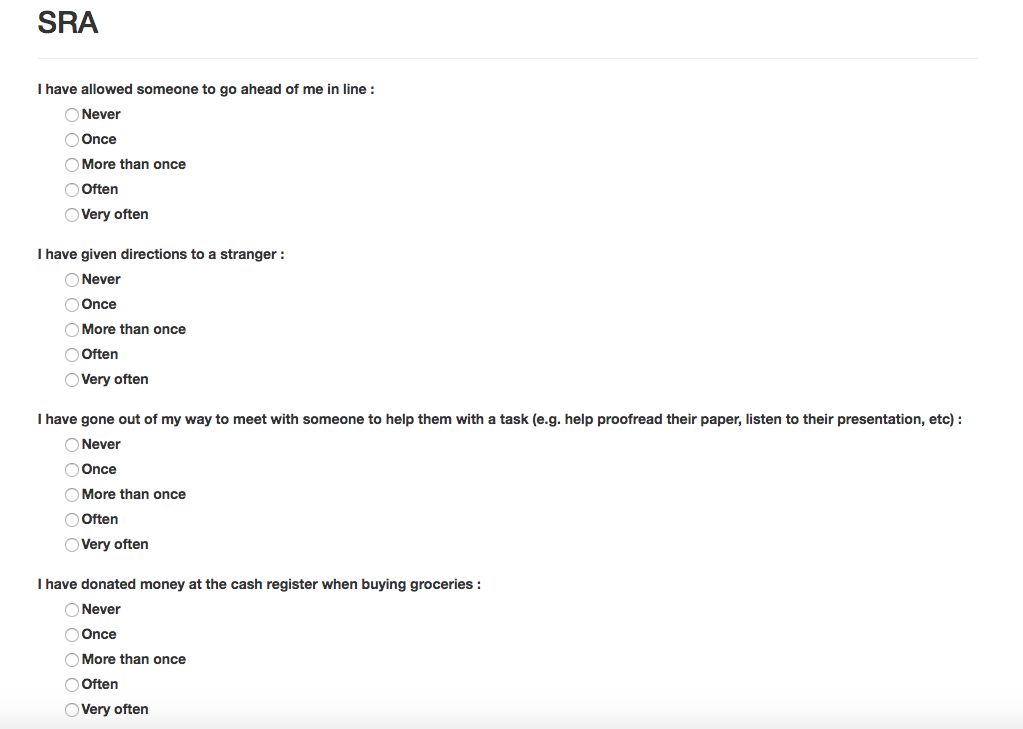 SRA
I have allowed someone to go ahead of me in line :
Never
Once
More than once
Often
Very often
I have given directions to a stranger :
Never
Once
More than once
Often
Very often
I have gone out of my way to meet with someone to help them with a task (e.g. help proofread their paper, listen to their presentation, etc) :
Never
Once
More than once
Often
Very often
I have donated money at the cash register when buying groceries :
Never
Once
More than once
Often
Very often